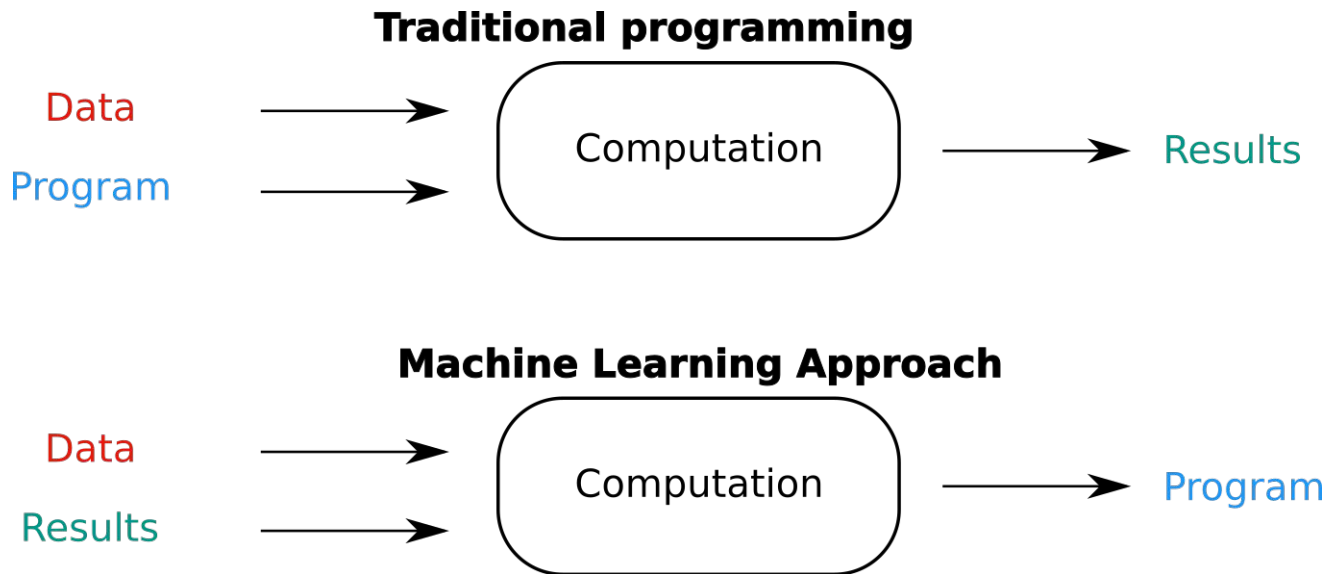 Traditional programming
Data
Program
Computation
Results
Machine Learning Approach
Data
Results
Computation
Program